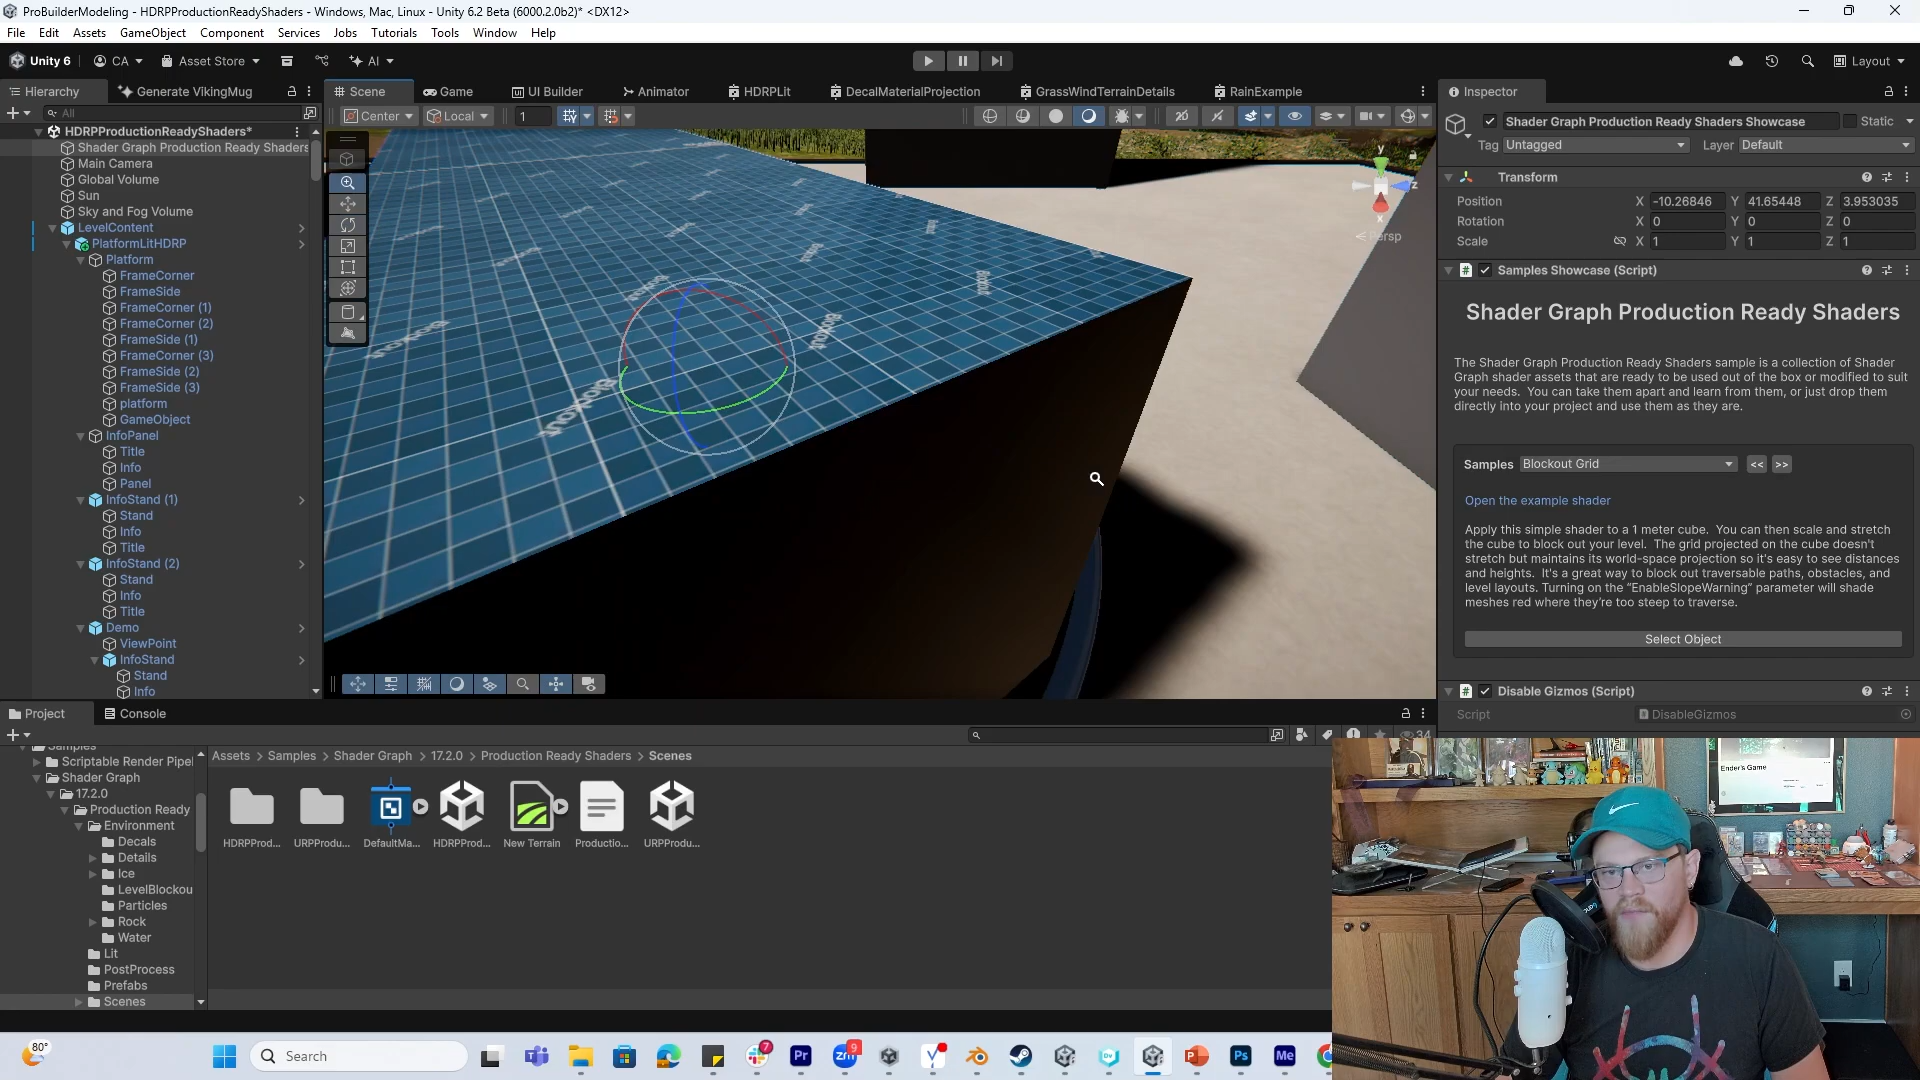 ProBuilderModeling - HDRPProductionReadyShaders - Windows, Mac, Linux - Unity 6.2 Beta (6000.2.0b2)* <DX12>
File Edit Assets GameObject Component Services Jobs Tutorials Tools Window Help
Unity 6 CA Asset Store AI Layout
Hierarchy Generate VikingMug
Scene Game UI Builder Animator HDRPLit DecalMaterialProjection GrassWindTerrainDetails RainExample
Inspector
All
Center Local 1
HDRPProductionReadyShaders*
Shader Graph Production Ready Shaders
Main Camera
Global Volume
Sun
Sky and Fog Volume
LevelContent
PlatformLitHDRP
Platform
FrameCorner
FrameSide
FrameCorner (1)
FrameCorner (2)
FrameSide (1)
FrameCorner (3)
FrameSide (2)
FrameSide (3)
platform
GameObject
InfoPanel
Title
Info
Panel
InfoStand (1)
Stand
Info
Title
InfoStand (2)
Stand
Info
Title
Demo
ViewPoint
InfoStand
Stand
Info
Blockout
Blockout
y
z
x
Persp
Shader Graph Production Ready Shaders Showcase Static
Tag Untagged Layer Default
Transform
Position X -10.26846 Y 41.65448 Z 3.953035
Rotation X 0 Y 0 Z 0
Scale X 1 Y 1 Z 1
Samples Showcase (Script)
Shader Graph Production Ready Shaders
The Shader Graph Production Ready Shaders sample is a collection of Shader
Graph shader assets that are ready to be used out of the box or modified to suit
your needs. You can take them apart and learn from them, or just drop them
directly into your project and use them as they are.
Samples Blockout Grid << >>
Open the example shader
Apply this simple shader to a 1 meter cube. You can then scale and stretch
the cube to block out your level. The grid projected on the cube doesn't
stretch but maintains its world-space projection so it's easy to see distances
and heights. It's a great way to block out traversable paths, obstacles, and
level layouts. Turning on the "EnableSlopeWarning" parameter will shade
meshes red where they're too steep to traverse.
Select Object
Disable Gizmos (Script)
Script DisableGizmos
Project Console
34
Samples
Scriptable Render Pipel
Shader Graph
17.2.0
Production Ready
Environment
Decals
Details
Ice
LevelBlockou
Particles
Rock
Water
Lit
PostProcess
Prefabs
Scenes
Assets > Samples > Shader Graph > 17.2.0 > Production Ready Shaders > Scenes
HDRPProd... URPProdu... DefaultMa... HDRPProd... New Terrain Productio... URPProdu...
Ender's Game
80°
Search
7
Pr
zm
9
Ps
Me